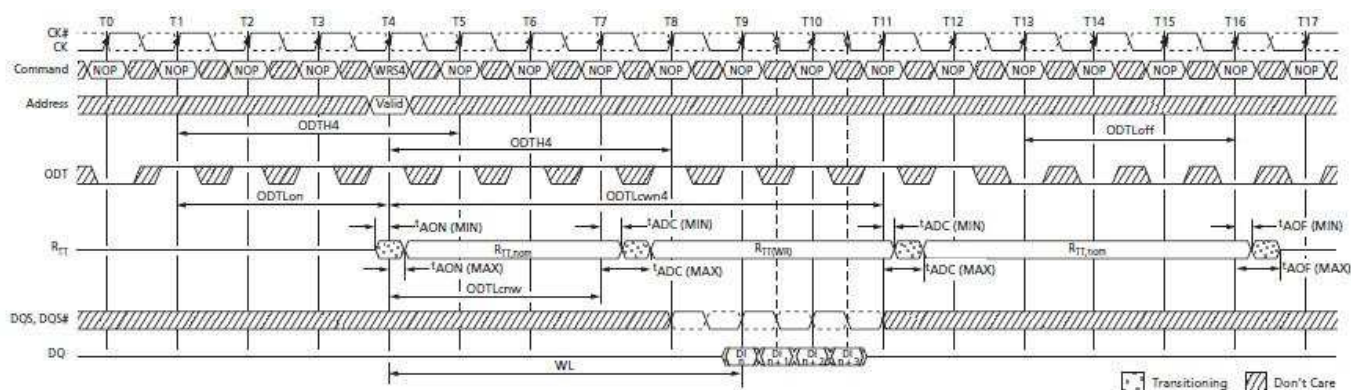 T0 T1 T2 T3 T4 T5 T6 T7 T8 T9 T10 T11 T12 T13 T14 T15 T16 T17
CK#
CK
Command NOP NOP NOP NOP WRS4 NOP NOP NOP NOP NOP NOP NOP NOP NOP NOP NOP NOP NOP
Address Valid
ODTH4 ODTLoff
ODTH4
ODT
ODTLon ODTLcwn4
tAON (MIN) tADC (MIN) tADC (MIN) tAOF (MIN)
RTT RTT,nom RTT(WR) RTT,nom
tAON (MAX) tADC (MAX) tADC (MAX) tAOF (MAX)
ODTLcnw
DQS, DQS#
DQ DI n DI n + 1 DI n + 2 DI n + 3
WL
Transitioning Don't Care